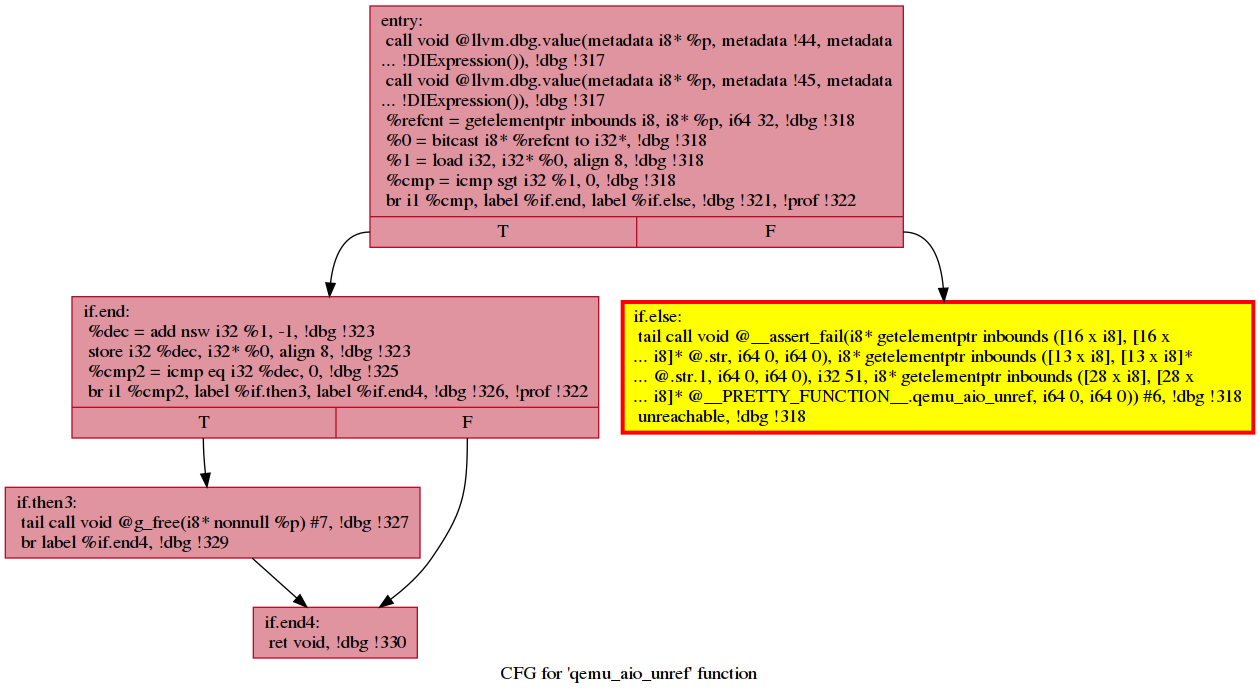 entry:
call void @llvm.dbg.value(metadata i8* %p, metadata !44, metadata
... !DIExpression()), !dbg !317
call void @llvm.dbg.value(metadata i8* %p, metadata !45, metadata
... !DIExpression()), !dbg !317
%refcnt = getelementptr inbounds i8, i8* %p, i64 32, !dbg !318
%0 = bitcast i8* %refcnt to i32*, !dbg !318
%1 = load i32, i32* %0, align 8, !dbg !318
%cmp = icmp sgt i32 %1, 0, !dbg !318
br i1 %cmp, label %if.end, label %if.else, !dbg !321, !prof !322
T
F
if.end:
%dec = add nsw i32 %1, -1, !dbg !323
store i32 %dec, i32* %0, align 8, !dbg !323
%cmp2 = icmp eq i32 %dec, 0, !dbg !325
br i1 %cmp2, label %if.then3, label %if.end4, !dbg !326, !prof !322
T
F
if.else:
tail call void @__assert_fail(i8* getelementptr inbounds ([16 x i8], [16 x
... i8]* @.str, i64 0, i64 0), i8* getelementptr inbounds ([13 x i8], [13 x i8]*
... @.str.1, i64 0, i64 0), i32 51, i8* getelementptr inbounds ([28 x i8], [28 x
... i8]* @__PRETTY_FUNCTION__.qemu_aio_unref, i64 0, i64 0)) #6, !dbg !318
unreachable, !dbg !318
if.then3:
tail call void @g_free(i8* nonnull %p) #7, !dbg !327
br label %if.end4, !dbg !329
if.end4:
ret void, !dbg !330
CFG for 'qemu_aio_unref' function